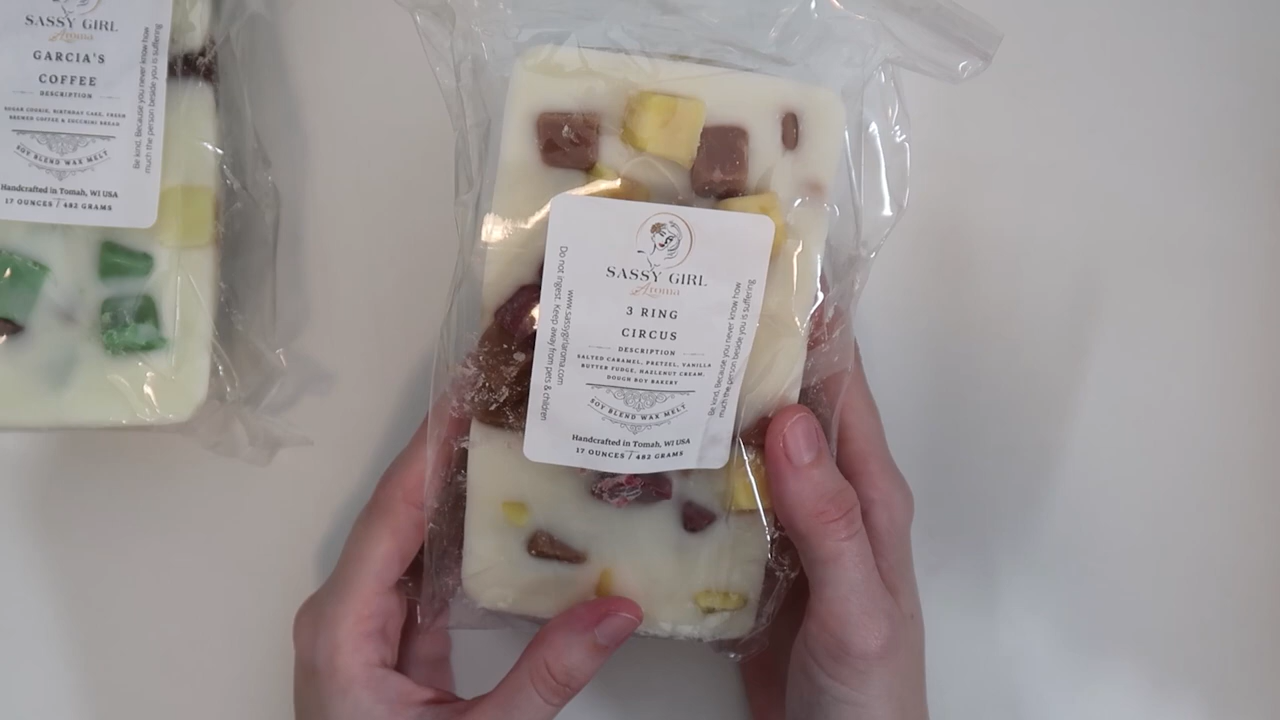 SASSY GIRL
Aroma
GARCIA'S
COFFEE
DESCRIPTION
SUGAR COOKIE, BIRTHDAY CAKE, FRESH
BREWED COFFEE & ZUCCHINI BREAD
SOY BLEND WAX MELT
Handcrafted in Tomah, WI USA
17 OUNCES / 482 GRAMS
Be kind. Because you never know how
much the person beside you is suffering
SASSY GIRL
Aroma
3 RING
CIRCUS
DESCRIPTION
SALTED CARAMEL, PRETZEL, VANILLA
BUTTER FUDGE, HAZELNUT CREAM,
DOUGH BOY BAKERY
SOY BLEND WAX MELT
Handcrafted in Tomah, WI USA
17 OUNCES / 482 GRAMS
www.sassygirlaroma.com
Do not ingest. Keep away from pets & children
Be kind. Because you never know how
much the person beside you is suffering